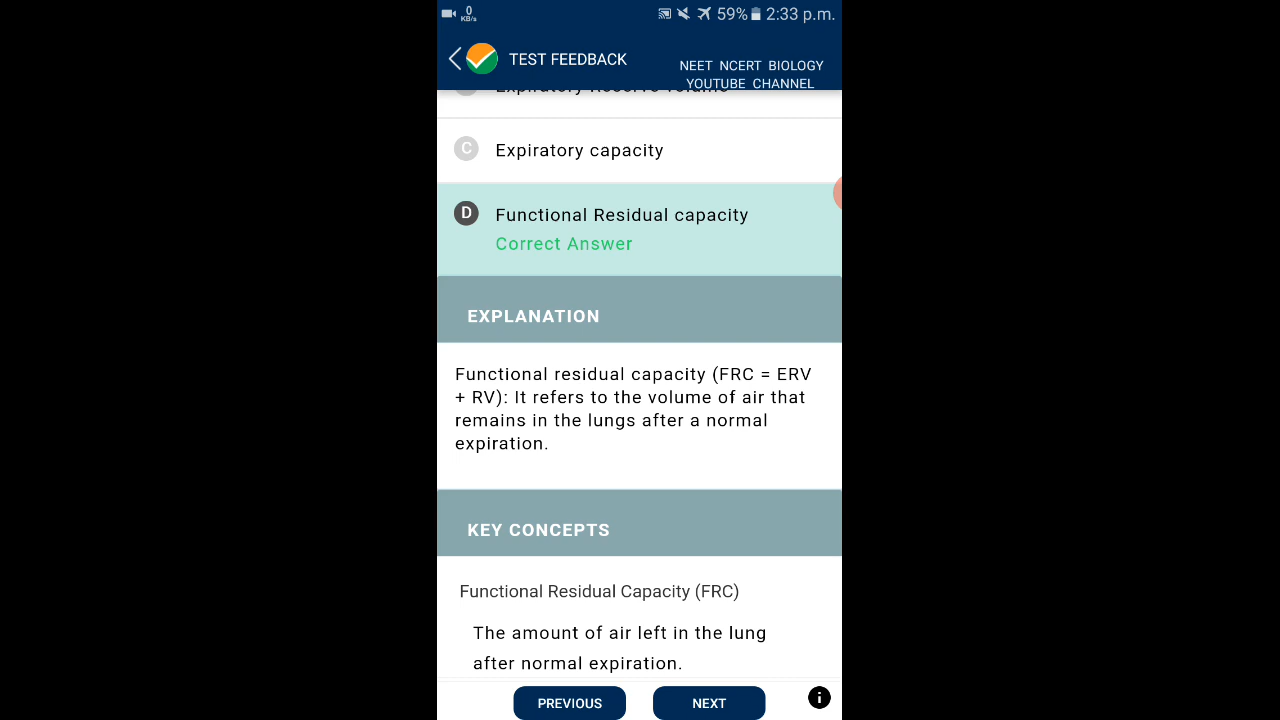 0
KB/s
59% 2:33 p.m.
TEST FEEDBACK
NEET NCERT BIOLOGY
YOUTUBE CHANNEL
Expiratory Reserve volume
C Expiratory capacity
D Functional Residual capacity
Correct Answer
EXPLANATION
Functional residual capacity (FRC = ERV
+ RV): It refers to the volume of air that
remains in the lungs after a normal
expiration.
KEY CONCEPTS
Functional Residual Capacity (FRC)
The amount of air left in the lung
after normal expiration.
PREVIOUS NEXT
i